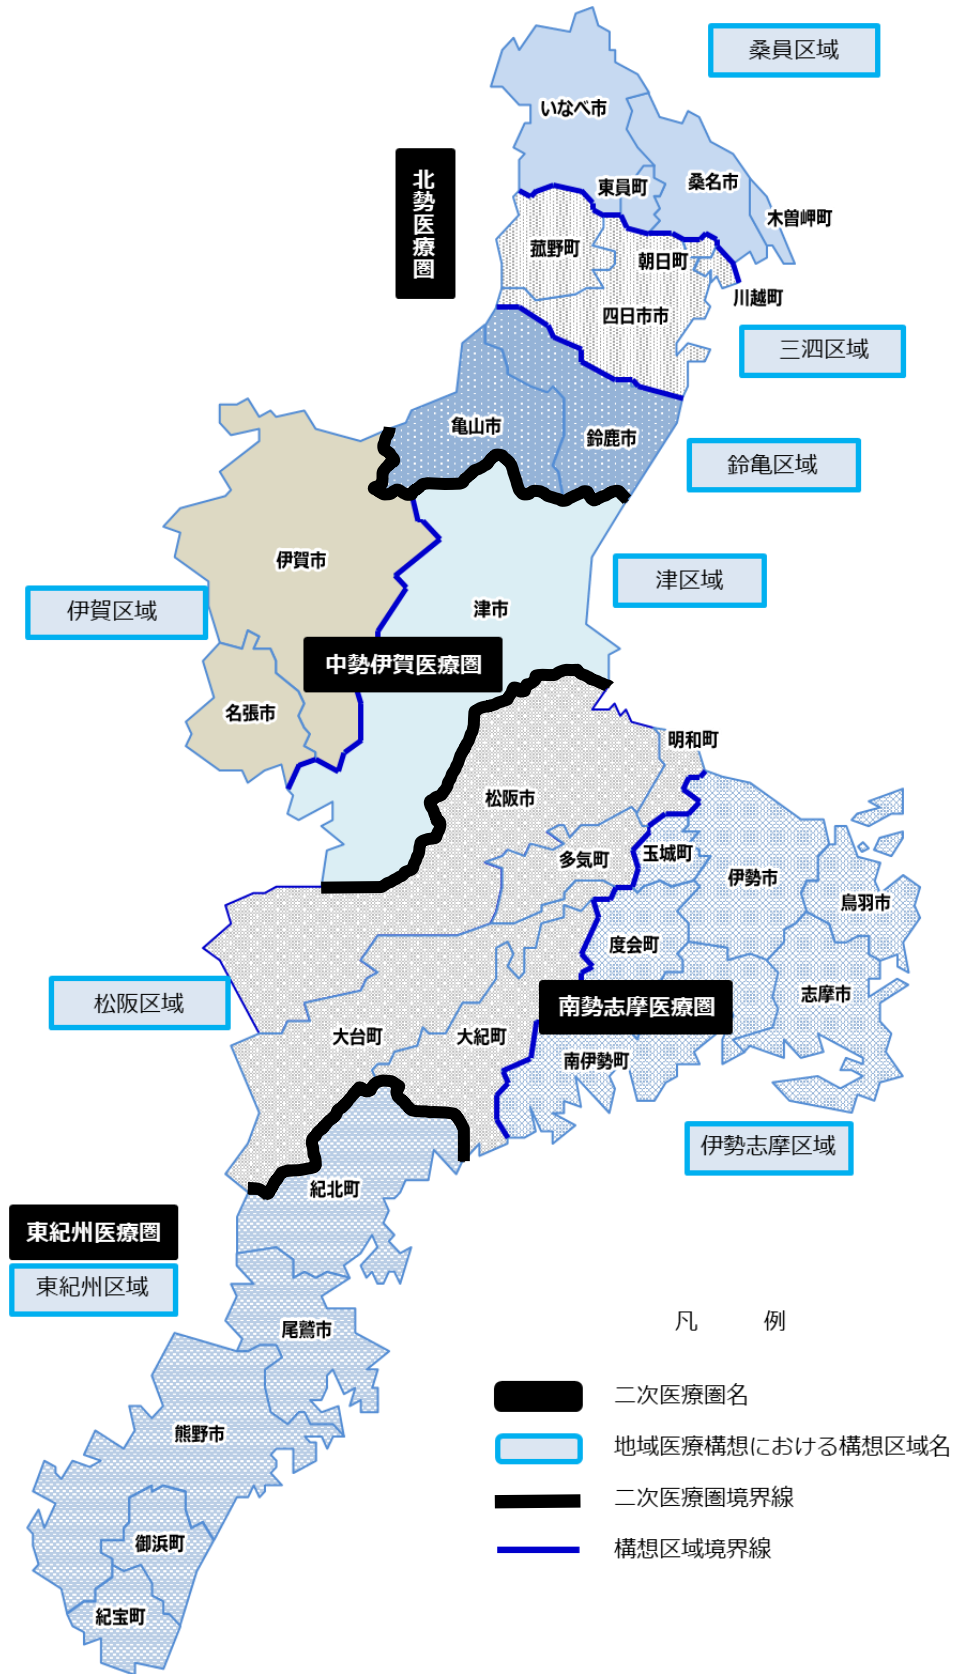 桑員区域
いなべ市
東員町
桑名市
木曽岬町
北勢医療圏
菰野町
朝日町
川越町
四日市市
三泗区域
亀山市
鈴鹿市
鈴亀区域
伊賀市
津区域
伊賀区域
津市
中勢伊賀医療圏
名張市
明和町
松阪市
多気町
玉城町
伊勢市
鳥羽市
度会町
松阪区域
南勢志摩医療圏
志摩市
大台町
大紀町
南伊勢町
伊勢志摩区域
紀北町
東紀州医療圏
東紀州区域
尾鷲市
熊野市
御浜町
紀宝町
凡　例
二次医療圏名
地域医療構想における構想区域名
二次医療圏境界線
構想区域境界線